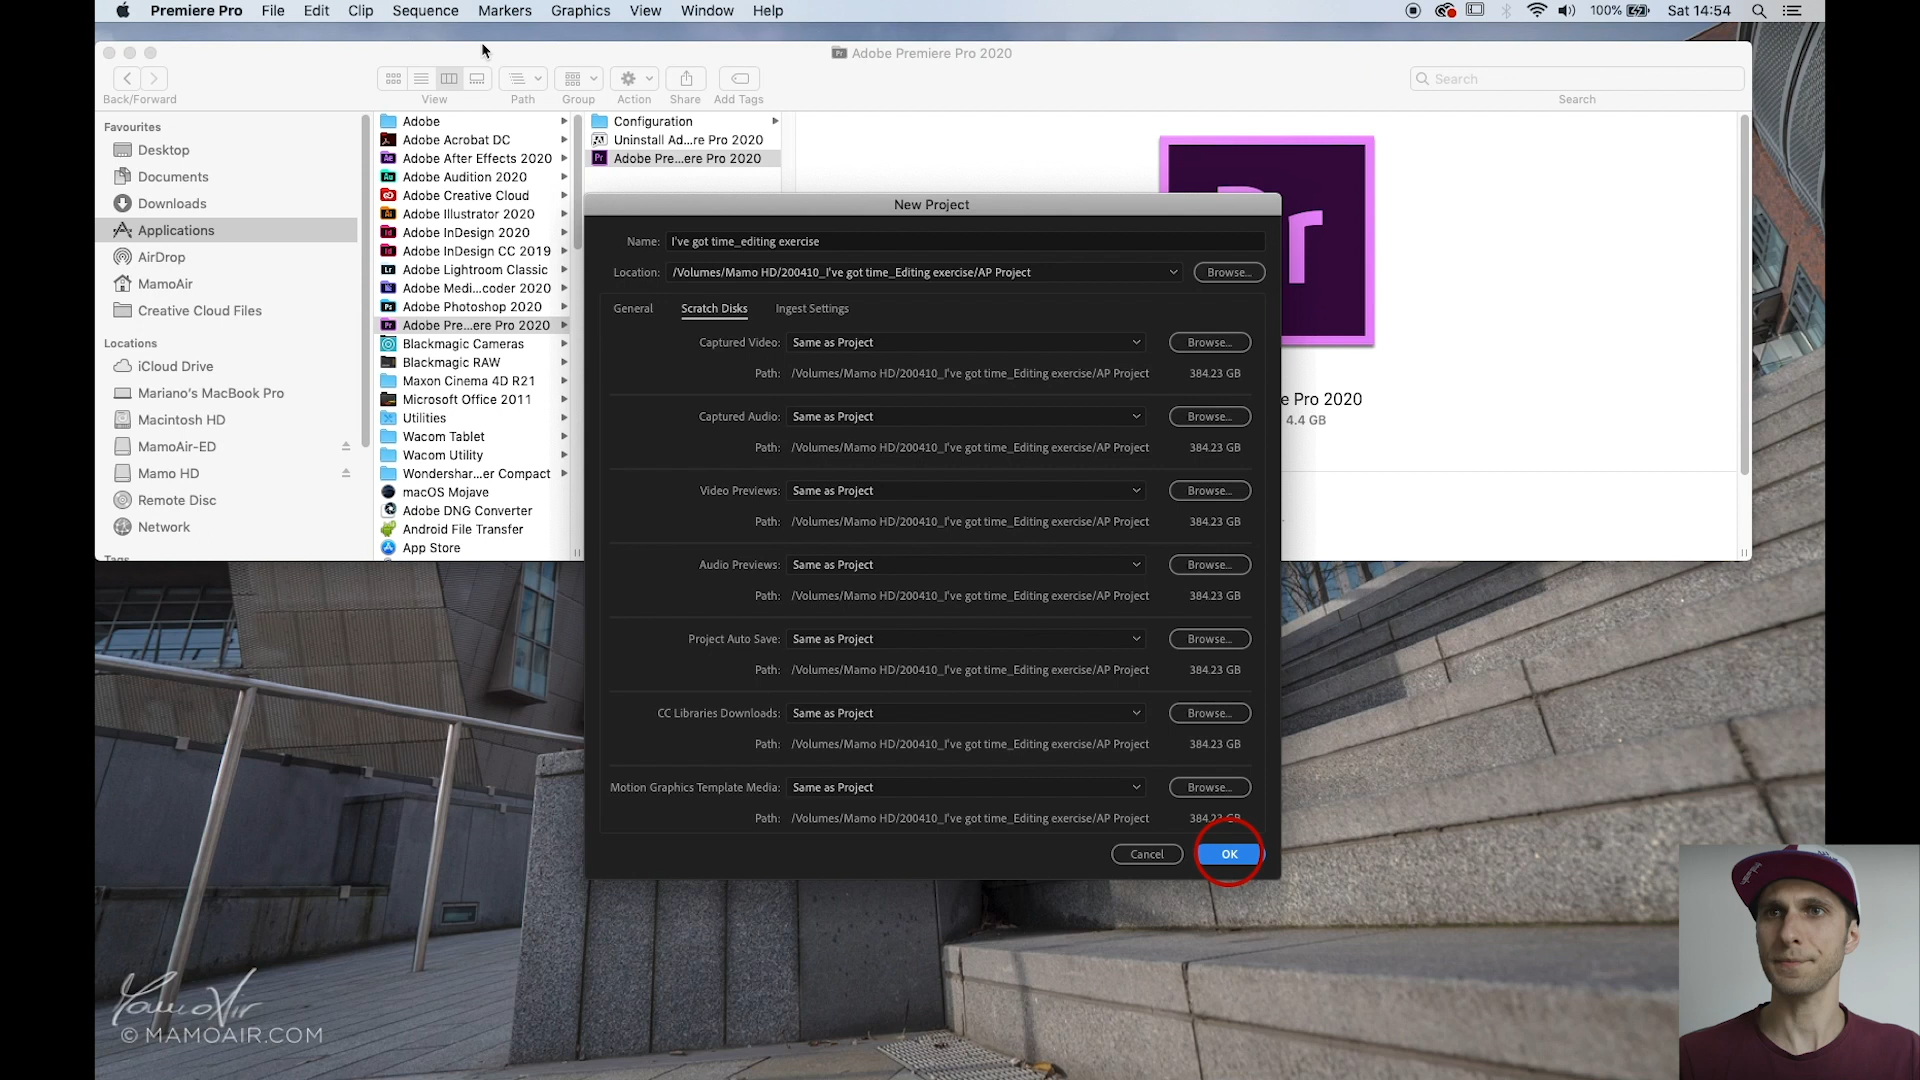 Premiere Pro File Edit Clip Sequence Markers Graphics View Window Help 100% Sat 14:54
Adobe Premiere Pro 2020
Search
Back/Forward View Path Group Action Share Add Tags Search
Favourites
Desktop
Documents
Downloads
Applications
AirDrop
MamoAir
Creative Cloud Files
Locations
iCloud Drive
Mariano's MacBook Pro
Macintosh HD
MamoAir-ED
Mamo HD
Remote Disc
Network
Tags
Adobe
Adobe Acrobat DC
Adobe After Effects 2020
Adobe Audition 2020
Adobe Creative Cloud
Adobe Illustrator 2020
Adobe InDesign 2020
Adobe InDesign CC 2019
Adobe Lightroom Classic
Adobe Medi...coder 2020
Adobe Photoshop 2020
Adobe Pre...ere Pro 2020
Blackmagic Cameras
Blackmagic RAW
Maxon Cinema 4D R21
Microsoft Office 2011
Utilities
Wacom Tablet
Wacom Utility
Wondershar...er Compact
macOS Mojave
Adobe DNG Converter
Android File Transfer
App Store
Configuration
Uninstall Ad...re Pro 2020
Adobe Pre...ere Pro 2020
e Pro 2020
4.4 GB
New Project
Name: I've got time_editing exercise
Location: /Volumes/Mamo HD/200410_I've got time_Editing exercise/AP Project Browse...
General Scratch Disks Ingest Settings
Captured Video: Same as Project Browse...
Path: /Volumes/Mamo HD/200410_I've got time_Editing exercise/AP Project 384.23 GB
Captured Audio: Same as Project Browse...
Path: /Volumes/Mamo HD/200410_I've got time_Editing exercise/AP Project 384.23 GB
Video Previews: Same as Project Browse...
Path: /Volumes/Mamo HD/200410_I've got time_Editing exercise/AP Project 384.23 GB
Audio Previews: Same as Project Browse...
Path: /Volumes/Mamo HD/200410_I've got time_Editing exercise/AP Project 384.23 GB
Project Auto Save: Same as Project Browse...
Path: /Volumes/Mamo HD/200410_I've got time_Editing exercise/AP Project 384.23 GB
CC Libraries Downloads: Same as Project Browse...
Path: /Volumes/Mamo HD/200410_I've got time_Editing exercise/AP Project 384.23 GB
Motion Graphics Template Media: Same as Project Browse...
Path: /Volumes/Mamo HD/200410_I've got time_Editing exercise/AP Project 384.23 GB
Cancel OK
MamoAir
© MAMOAIR.COM